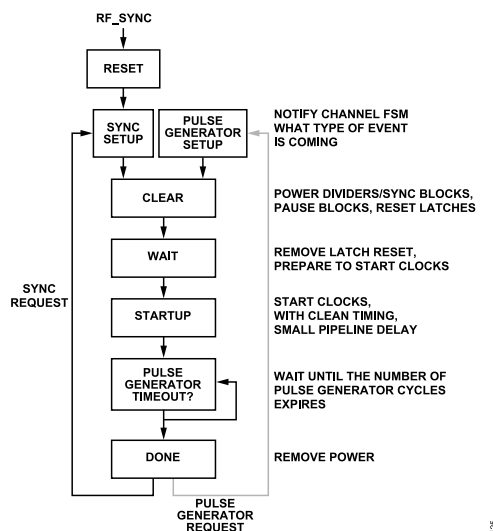 RF_SYNC
RESET
SYNC
SETUP
PULSE
GENERATOR
SETUP
NOTIFY CHANNEL FSM
WHAT TYPE OF EVENT
IS COMING
CLEAR
POWER DIVIDERS/SYNC BLOCKS,
PAUSE BLOCKS, RESET LATCHES
WAIT
REMOVE LATCH RESET,
PREPARE TO START CLOCKS
SYNC
REQUEST
STARTUP
START CLOCKS,
WITH CLEAN TIMING,
SMALL PIPELINE DELAY
PULSE
GENERATOR
TIMEOUT?
WAIT UNTIL THE NUMBER OF
PULSE GENERATOR CYCLES
EXPIRES
DONE
REMOVE POWER
PULSE
GENERATOR
REQUEST